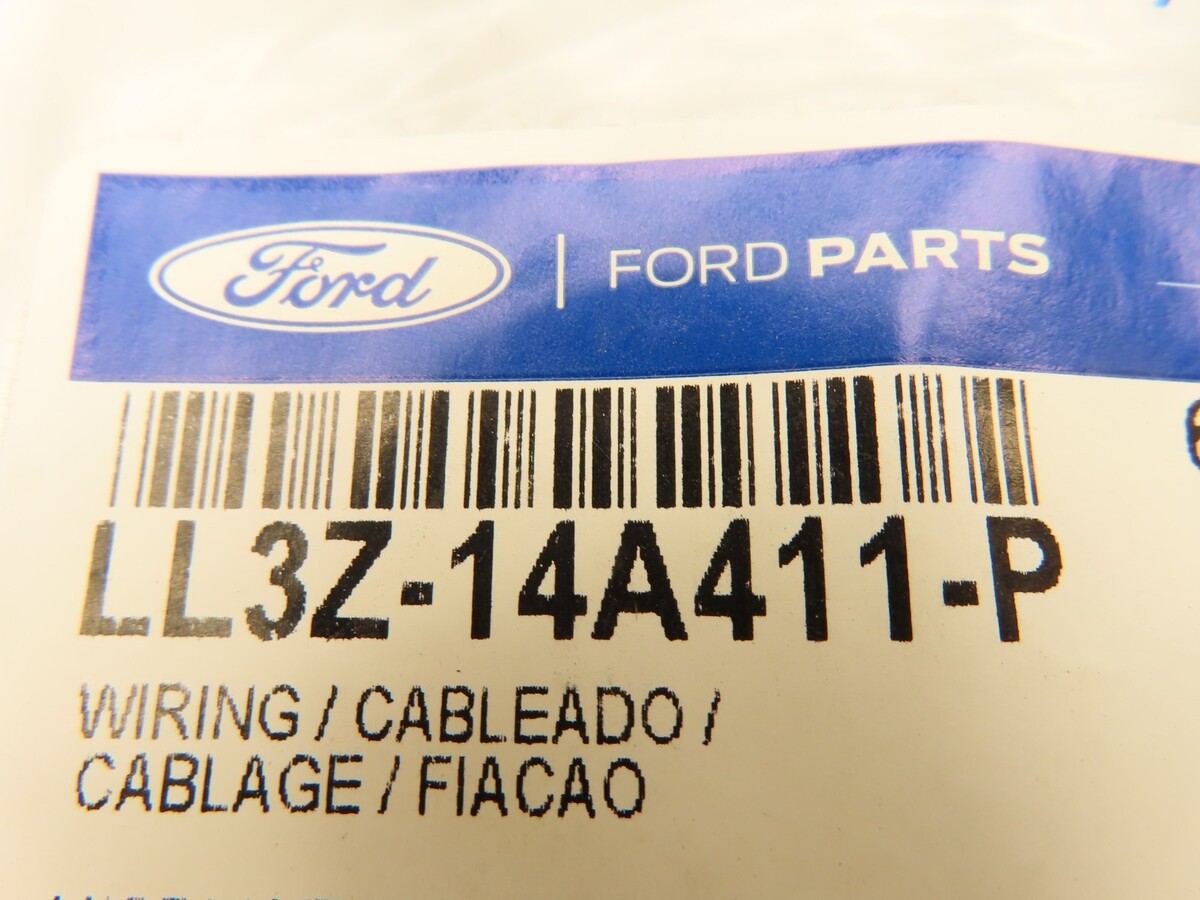 Ford | FORD PARTS
LL3Z-14A411-P
WIRING / CABLEADO /
CABLAGE / FIACAO